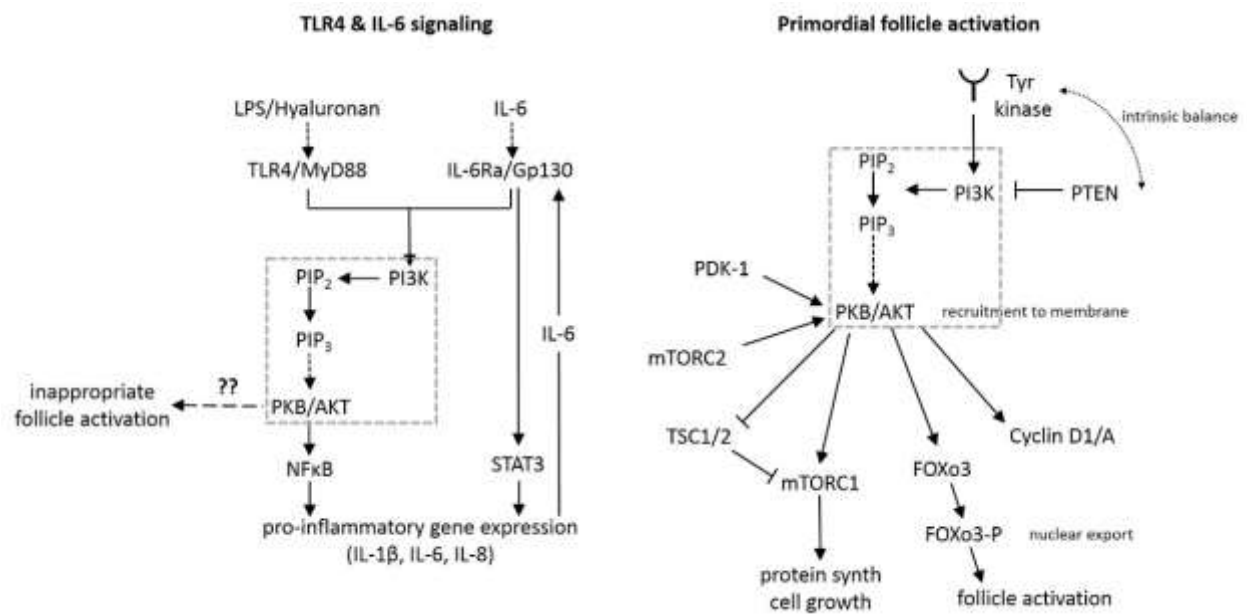 TLR4 & IL-6 signaling
LPS/Hyaluronan
IL-6
TLR4/MyD88
IL-6Ra/Gp130
PIP2
PI3K
PIP3
IL-6
??
inappropriate
follicle activation
PKB/AKT
NFκB
STAT3
pro-inflammatory gene expression
(IL-1β, IL-6, IL-8)
Primordial follicle activation
Tyr
kinase
intrinsic balance
PIP2
PI3K
PTEN
PIP3
PDK-1
PKB/AKT
recruitment to membrane
mTORC2
TSC1/2
Cyclin D1/A
mTORC1
FOXo3
FOXo3-P
nuclear export
protein synth
cell growth
follicle activation